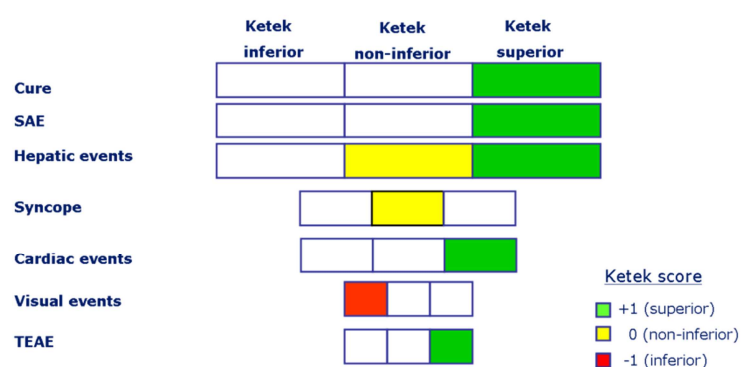 Ketek inferior
Ketek non-inferior
Ketek superior
Cure
SAE
Hepatic events
Syncope
Cardiac events
Visual events
TEAE
Ketek score
+1 (superior)
0 (non-inferior)
-1 (inferior)